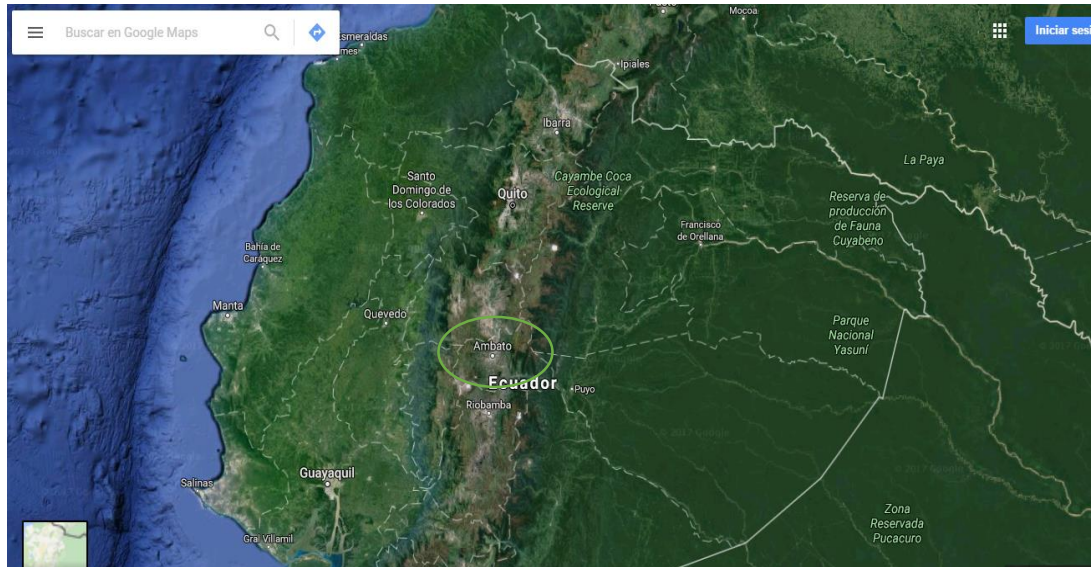 Buscar en Google Maps
Iniciar sesi
Mocoa
Ipiales
Ibarra
La Paya
Santo
Domingo de
los Colorados
Quito
Cayambe Coca
Ecological
Reserve
Reserva de
producción
de Fauna
Cuyabeno
Francisco
de Orellana
Bahía de
Caráquez
Manta
Quevedo
Parque
Nacional
Yasuní
Ambato
Ecuador
Puyo
Riobamba
Guayaquil
Salinas
Zona
Reservada
Pucacuro
Gral Villamil